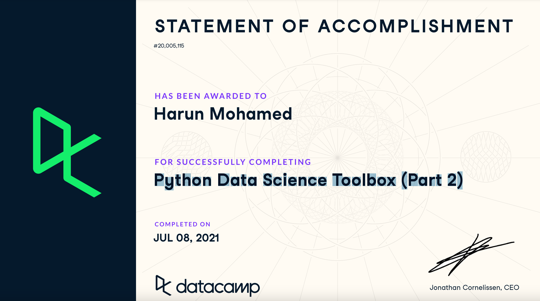 STATEMENT OF ACCOMPLISHMENT
#20,005,115
HAS BEEN AWARDED TO
Harun Mohamed
FOR SUCCESSFULLY COMPLETING
Python Data Science Toolbox (Part 2)
COMPLETED ON
JUL 08, 2021
datacamp
Jonathan Cornelissen, CEO